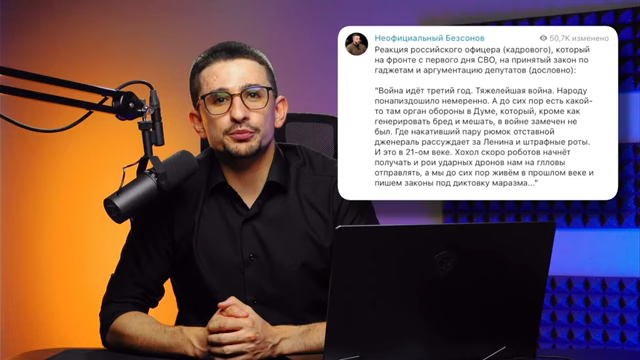 Неофициальный Безсонов
50,7K изменено
Реакция российского офицера (кадрового), который
на фронте с первого дня СВО, на принятый закон по
гаджетам и аргументацию депутатов (дословно):
"Война идёт третий год. Тяжелейшая война. Народу
понапиздошило немеренно. А до сих пор есть какой-
то там орган обороны в Думе, который, кроме как
генерировать бред и мешать, в войне замечен не
был. Где накативший пару рюмок отставной
дженераль рассуждает за Ленина и штрафные роты.
И это в 21-ом веке. Хохол скоро роботов начнёт
получать и рои ударных дронов нам на глловы
отправлять, а мы до сих пор живём в прошлом веке и
пишем законы под диктовку маразма..."
SHURE